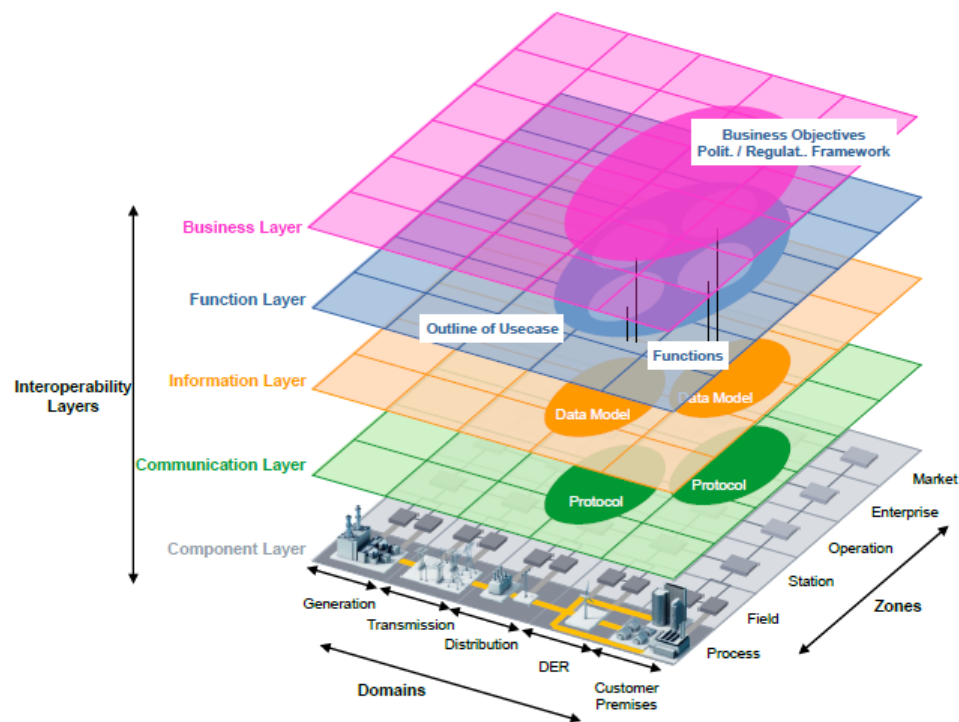 Business Objectives
Polit. / Regulat.. Framework
Business Layer
Function Layer
Outline of Usecase
Functions
Interoperability
Layers
Information Layer
Data Model
Data Model
Communication Layer
Protocol
Protocol
Component Layer
Market
Enterprise
Operation
Station
Field
Process
Zones
Generation
Transmission
Distribution
DER
Customer
Premises
Domains